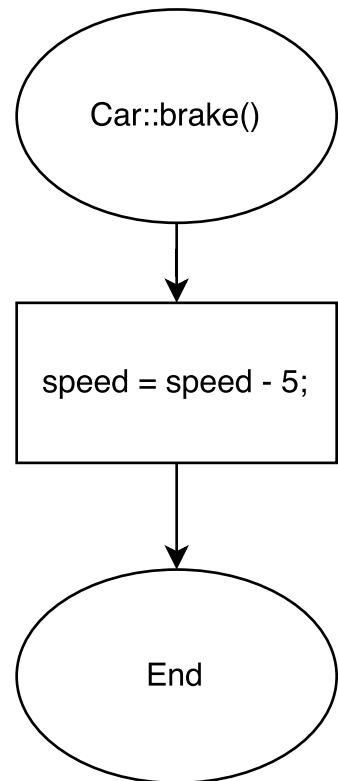 Car::brake()
speed = speed - 5;
End